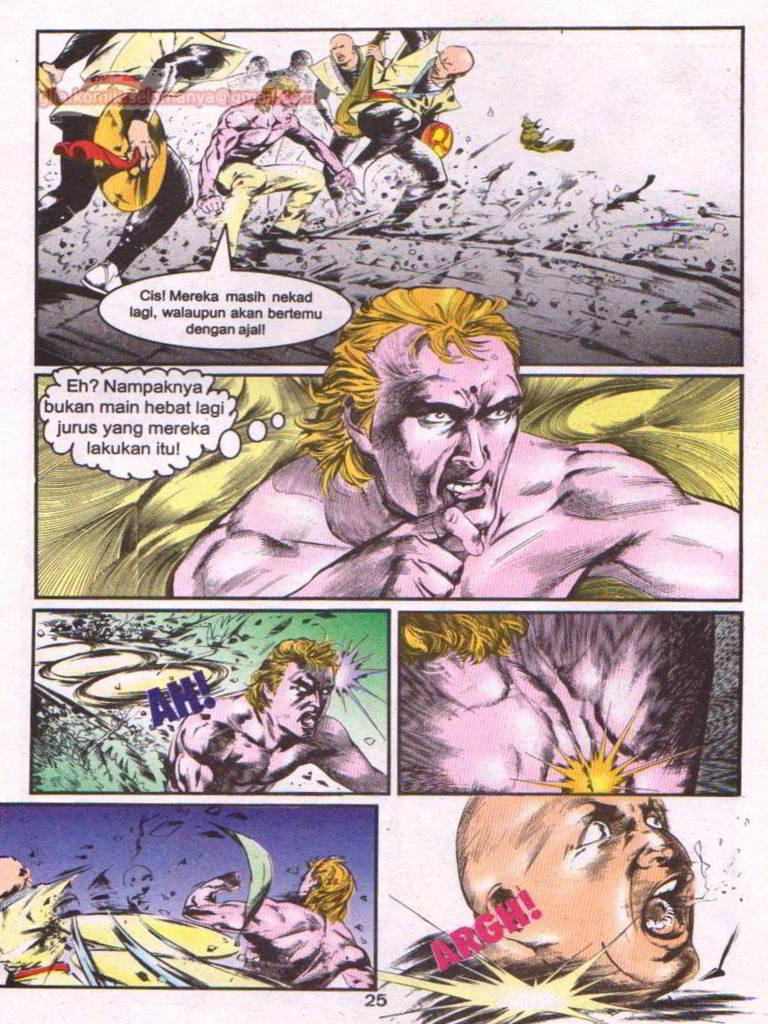 Cis! Mereka masih nekad
lagi, walaupun akan bertemu
dengan ajal!
Eh? Nampaknya
bukan main hebat lagi
jurus yang mereka
lakukan itu!
AH!
ARGH!
25